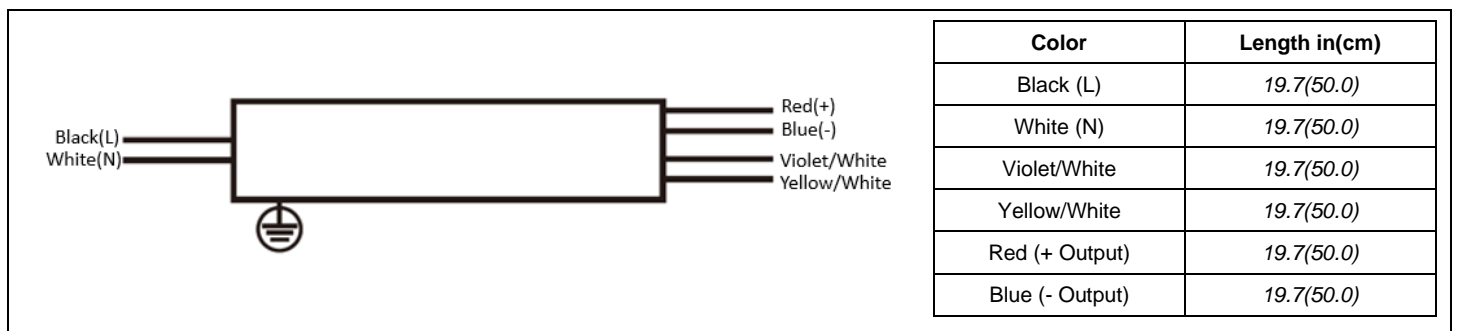 Black(L)
White(N)
Red(+)
Blue(-)
Violet/White
Yellow/White
Color Length in(cm)
Black (L) 19.7(50.0)
White (N) 19.7(50.0)
Violet/White 19.7(50.0)
Yellow/White 19.7(50.0)
Red (+ Output) 19.7(50.0)
Blue (- Output) 19.7(50.0)